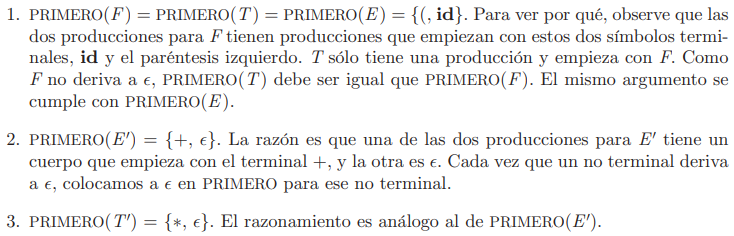 1. PRIMERO(F) = PRIMERO(T) = PRIMERO(E) = {(, id}. Para ver por qué, observe que las
dos producciones para F tienen producciones que empiezan con estos dos símbolos termi-
nales, id y el paréntesis izquierdo. T sólo tiene una producción y empieza con F. Como
F no deriva a ϵ, PRIMERO(T) debe ser igual que PRIMERO(F). El mismo argumento se
cumple con PRIMERO(E).
2. PRIMERO(E′) = {+, ϵ}. La razón es que una de las dos producciones para E′ tiene un
cuerpo que empieza con el terminal +, y la otra es ϵ. Cada vez que un no terminal deriva
a ϵ, colocamos a ϵ en PRIMERO para ese no terminal.
3. PRIMERO(T′) = {*, ϵ}. El razonamiento es análogo al de PRIMERO(E′).